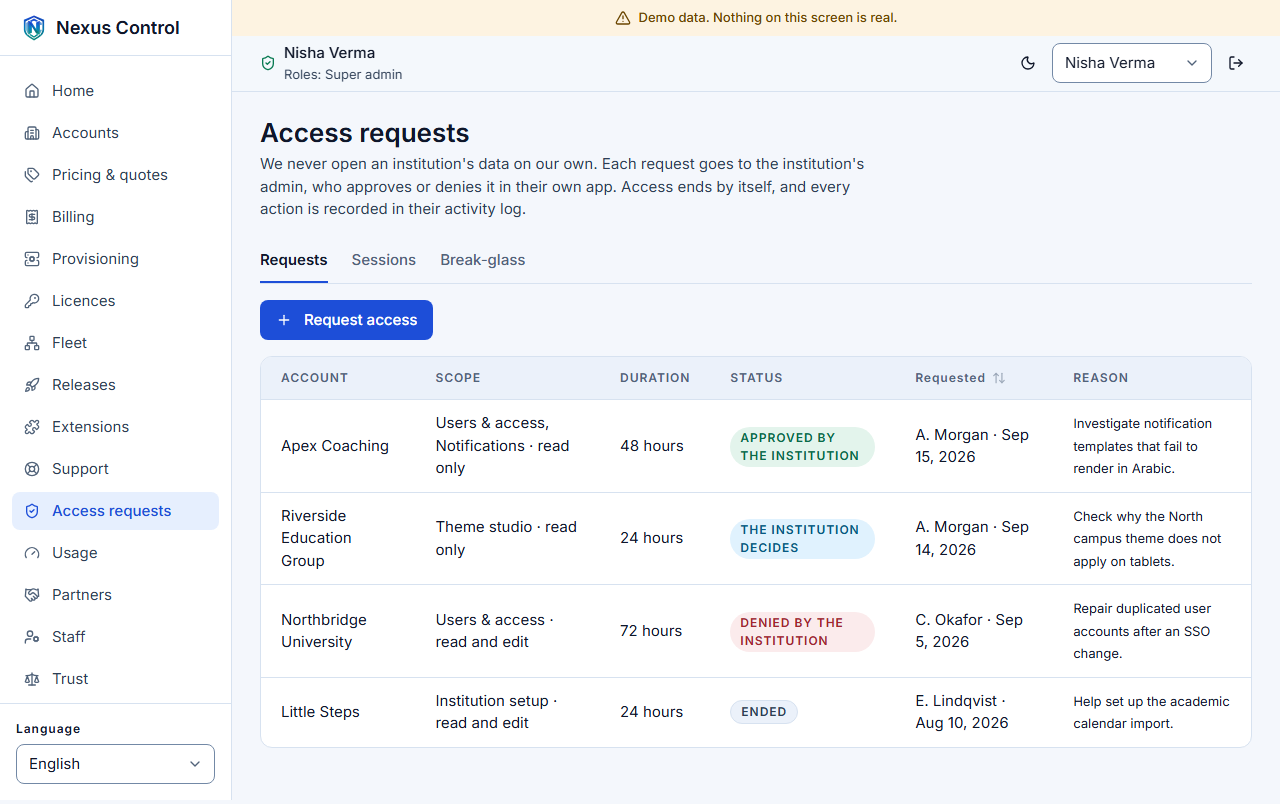 Nexus Control
Demo data. Nothing on this screen is real.
Nisha Verma
Roles: Super admin
Nisha Verma
Home
Accounts
Pricing & quotes
Billing
Provisioning
Licences
Fleet
Releases
Extensions
Support
Access requests
Usage
Partners
Staff
Trust
Language
English
Access requests
We never open an institution's data on our own. Each request goes to the institution's
admin, who approves or denies it in their own app. Access ends by itself, and every
action is recorded in their activity log.
Requests
Sessions
Break-glass
Request access
ACCOUNT
SCOPE
DURATION
STATUS
Requested
REASON
Apex Coaching
Users & access,
Notifications · read
only
48 hours
APPROVED BY
THE INSTITUTION
A. Morgan · Sep
15, 2026
Investigate notification
templates that fail to
render in Arabic.
Riverside
Education
Group
Theme studio · read
only
24 hours
THE INSTITUTION
DECIDES
A. Morgan · Sep
14, 2026
Check why the North
campus theme does not
apply on tablets.
Northbridge
University
Users & access ·
read and edit
72 hours
DENIED BY THE
INSTITUTION
C. Okafor · Sep
5, 2026
Repair duplicated user
accounts after an SSO
change.
Little Steps
Institution setup ·
read and edit
24 hours
ENDED
E. Lindqvist ·
Aug 10, 2026
Help set up the academic
calendar import.